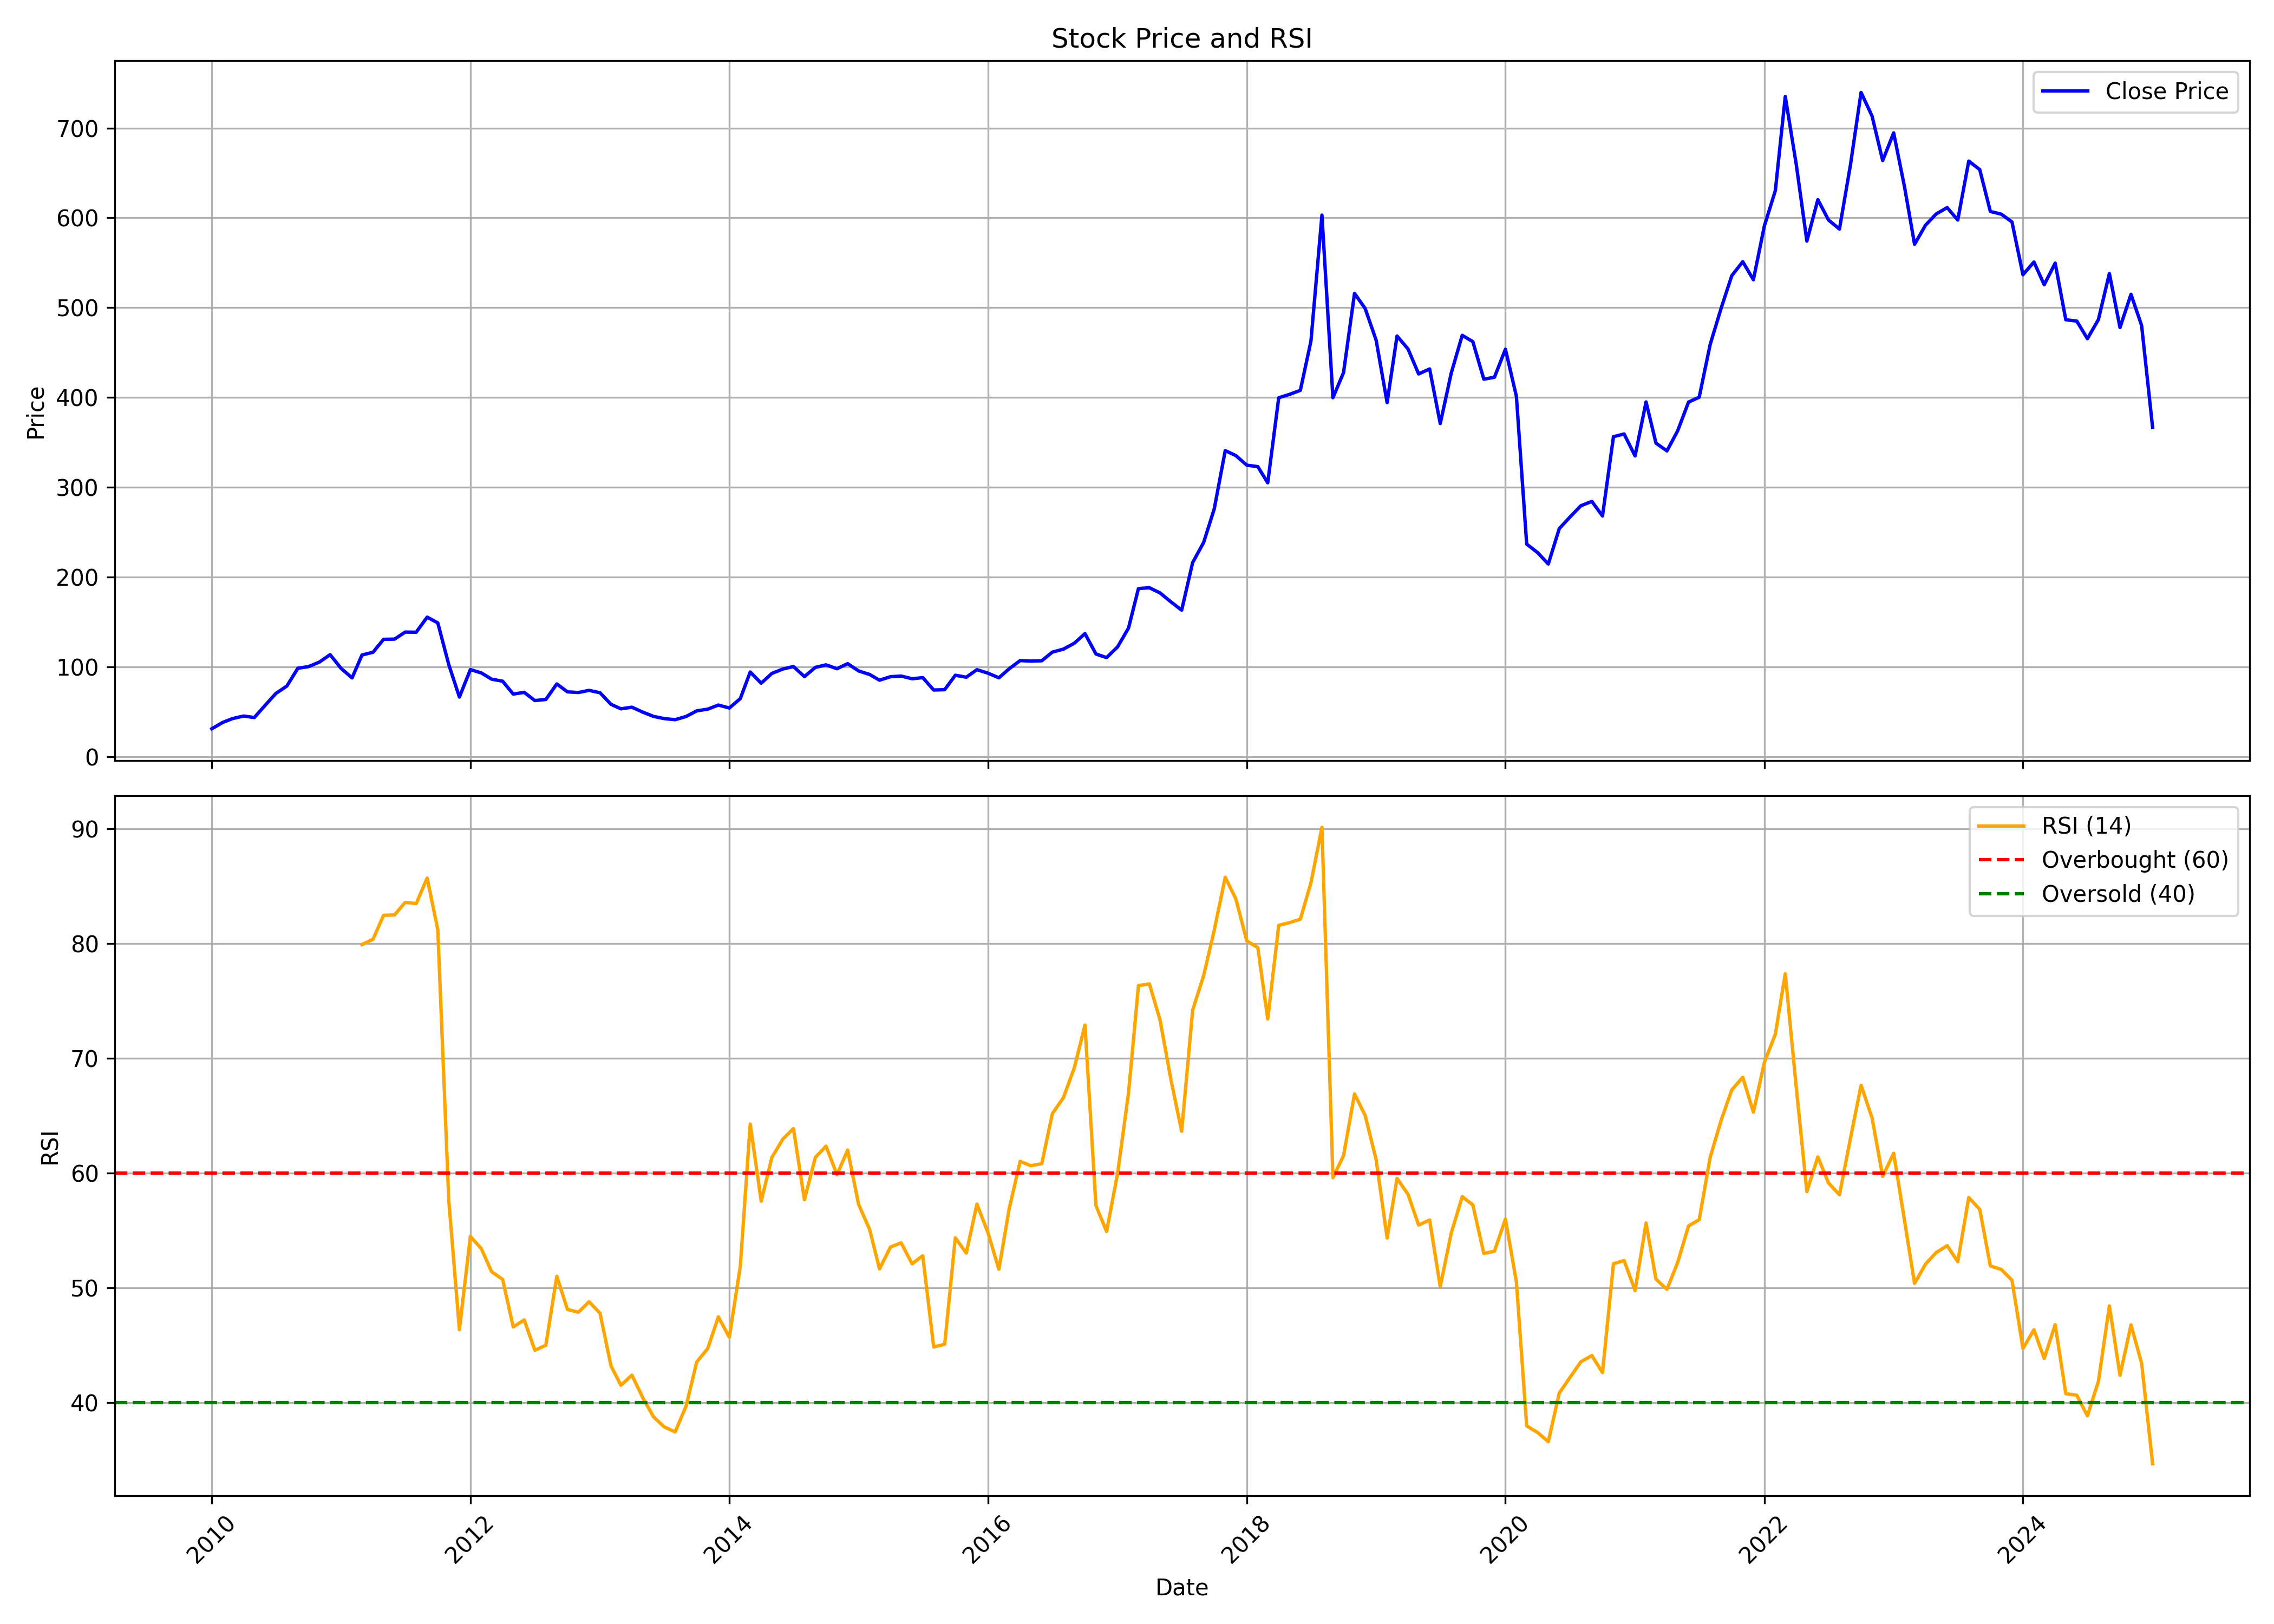 Stock Price and RSI
Close Price
Price
700
600
500
400
300
200
100
0
RSI (14)
Overbought (60)
Oversold (40)
RSI
90
80
70
60
50
40
2010
2012
2014
2016
2018
2020
2022
2024
Date